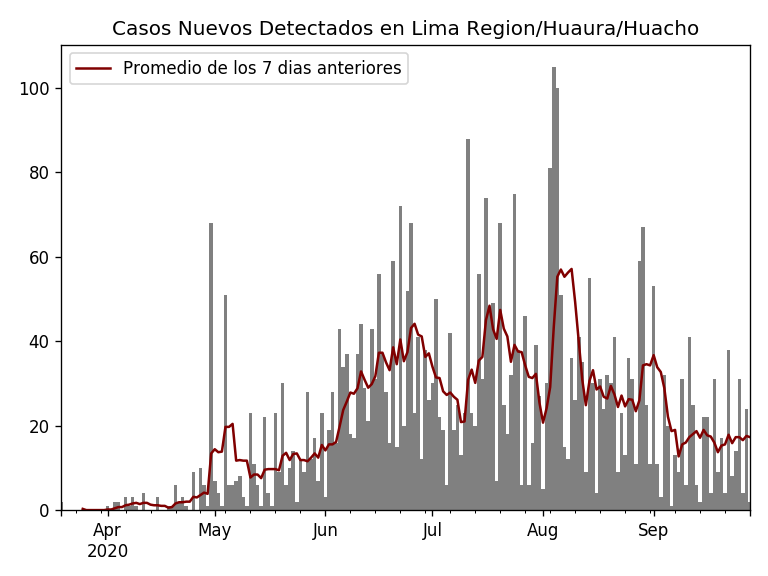 Casos Nuevos Detectados en Lima Region/Huaura/Huacho
Promedio de los 7 dias anteriores
100
80
60
40
20
0
Apr May Jun Jul Aug Sep
2020